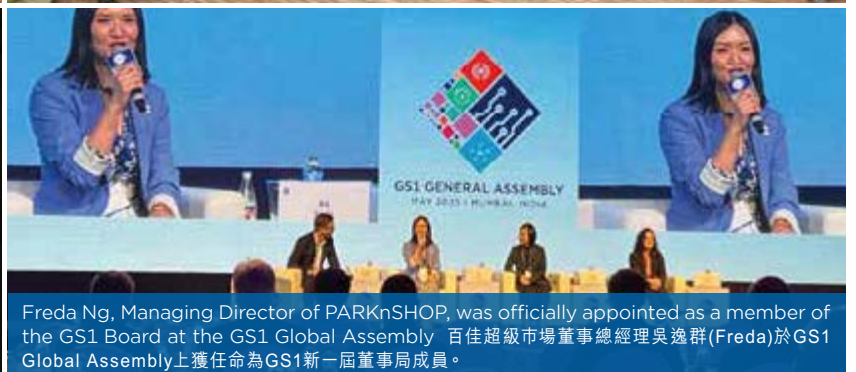 GS1 GENERAL ASSEMBLY
MAY 2025 | MUMBAI, INDIA
Freda Ng, Managing Director of PARKnSHOP, was officially appointed as a member of
the GS1 Board at the GS1 Global Assembly 百佳超級市場董事總經理吳逸群(Freda)於GS1
Global Assembly上獲任命為GS1新一屆董事局成員。